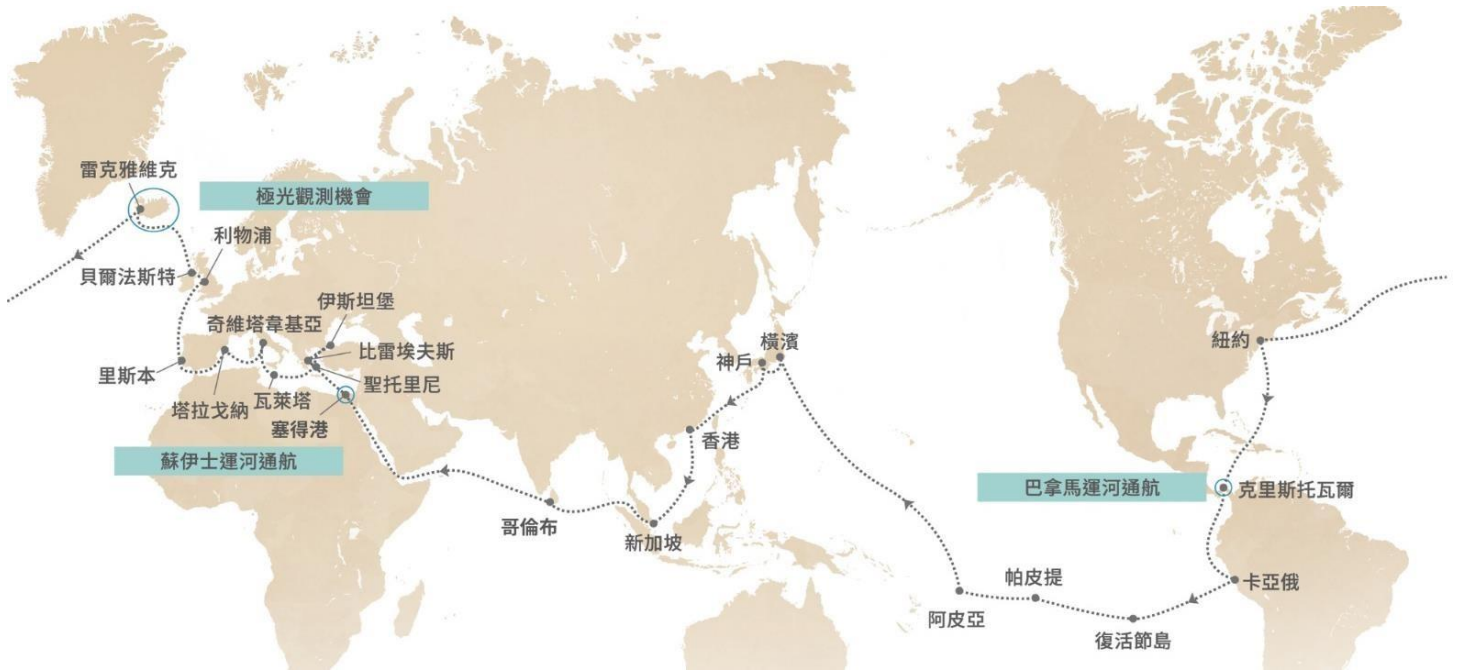 雷克雅維克
極光觀測機會
利物浦
貝爾法斯特
伊斯坦堡
奇維塔韋基亞
比雷埃夫斯
里斯本
聖托里尼
塔拉戈納
瓦萊塔
塞得港
蘇伊士運河通航
橫濱
神戶
香港
哥倫布
新加坡
紐約
巴拿馬運河通航
克里斯托瓦爾
卡亞俄
帕皮提
阿皮亞
復活節島